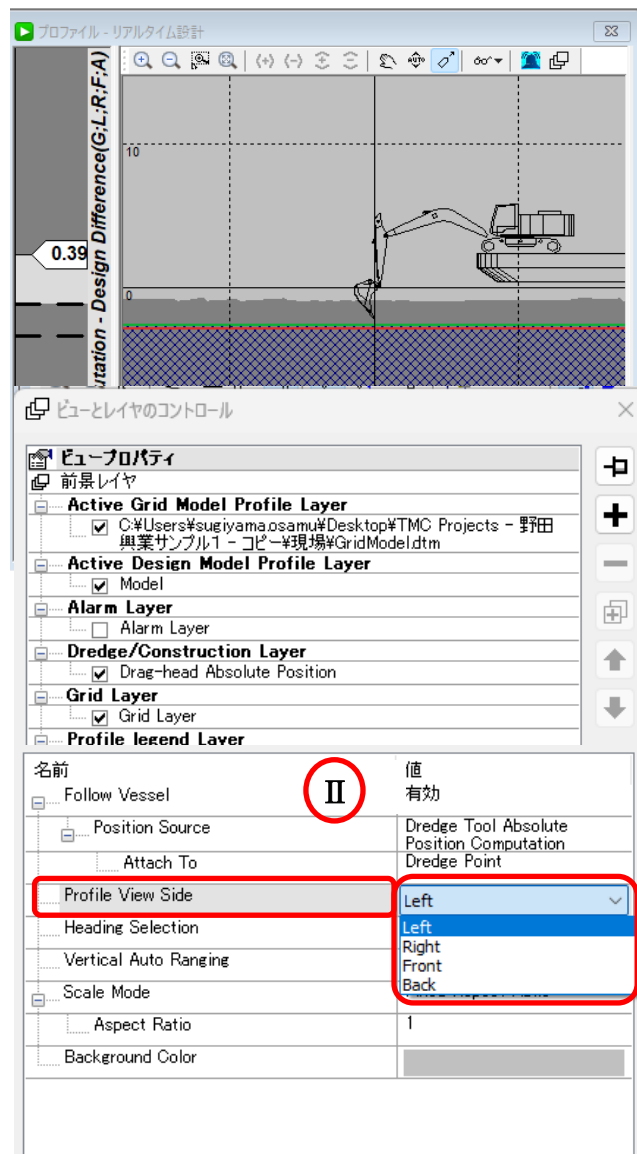 プロファイル - リアルタイム設計
utation - Design Difference(G;L;R;F;A)
AUTO
10
0.39
0
ビューとレイヤのコントロール
ビュープロパティ
前景レイヤ
Active Grid Model Profile Layer
C:¥Users¥sugiyama.osamu¥Desktop¥TMC Projects - 野田
興業サンプル1 - コピー¥現場¥GridModel.dtm
Active Design Model Profile Layer
Model
Alarm Layer
Alarm Layer
Dredge/Construction Layer
Drag-head Absolute Position
Grid Layer
Grid Layer
Profile legend Layer
名前 値
Follow Vessel 有効
Ⅱ
Position Source Dredge Tool Absolute
Position Computation
Attach To Dredge Point
Profile View Side Left
Heading Selection Left
Right
Vertical Auto Ranging Front
Scale Mode Back
Aspect Ratio 1
Background Color